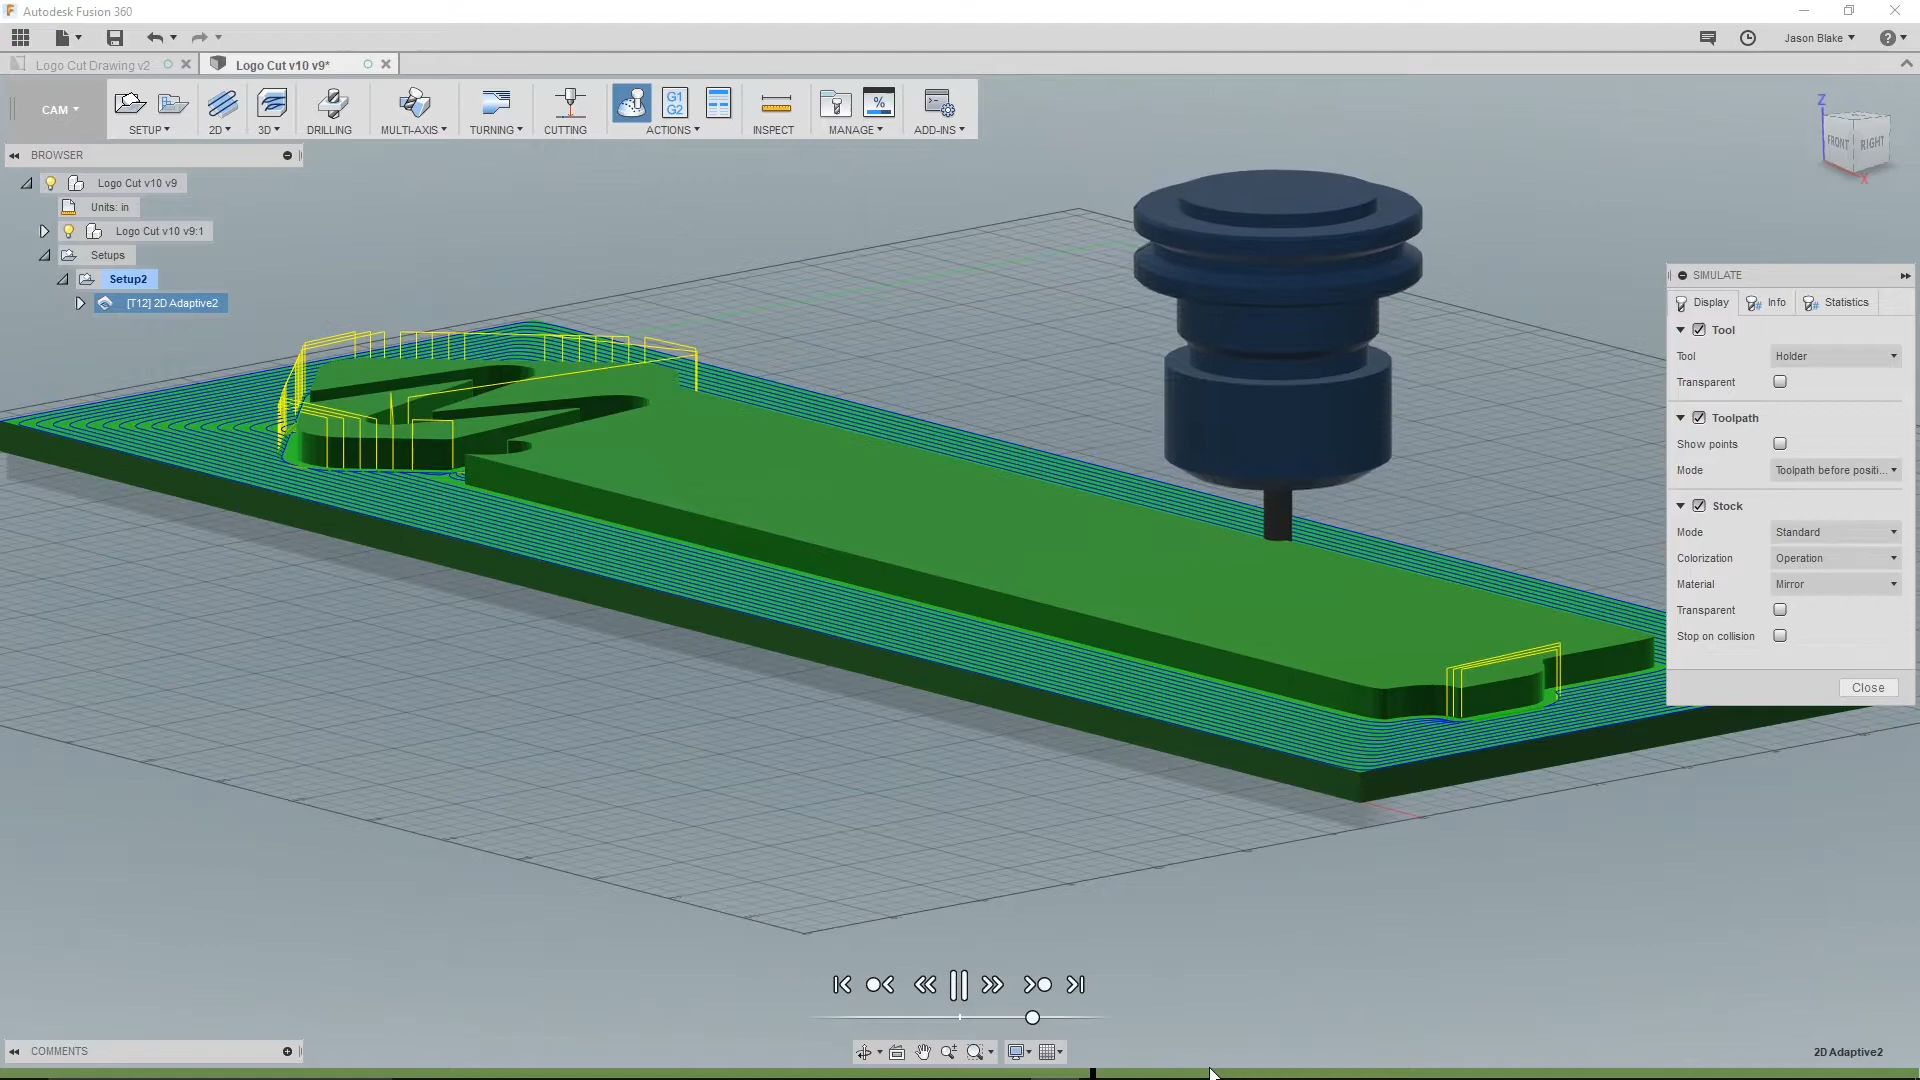 Autodesk Fusion 360
Jason Blake
Logo Cut Drawing v2
Logo Cut v10 v9*
CAM
SETUP
2D
3D
DRILLING
MULTI-AXIS
TURNING
CUTTING
G1
G2
ACTIONS
INSPECT
%
MANAGE
ADD-INS
Z
FRONT
RIGHT
X
BROWSER
Logo Cut v10 v9
Units: in
Logo Cut v10 v9:1
Setups
Setup2
[T12] 2D Adaptive2
SIMULATE
Display
Info
Statistics
Tool
Tool
Holder
Transparent
Toolpath
Show points
Mode
Toolpath before positi...
Stock
Mode
Standard
Colorization
Operation
Material
Mirror
Transparent
Stop on collision
Close
COMMENTS
2D Adaptive2